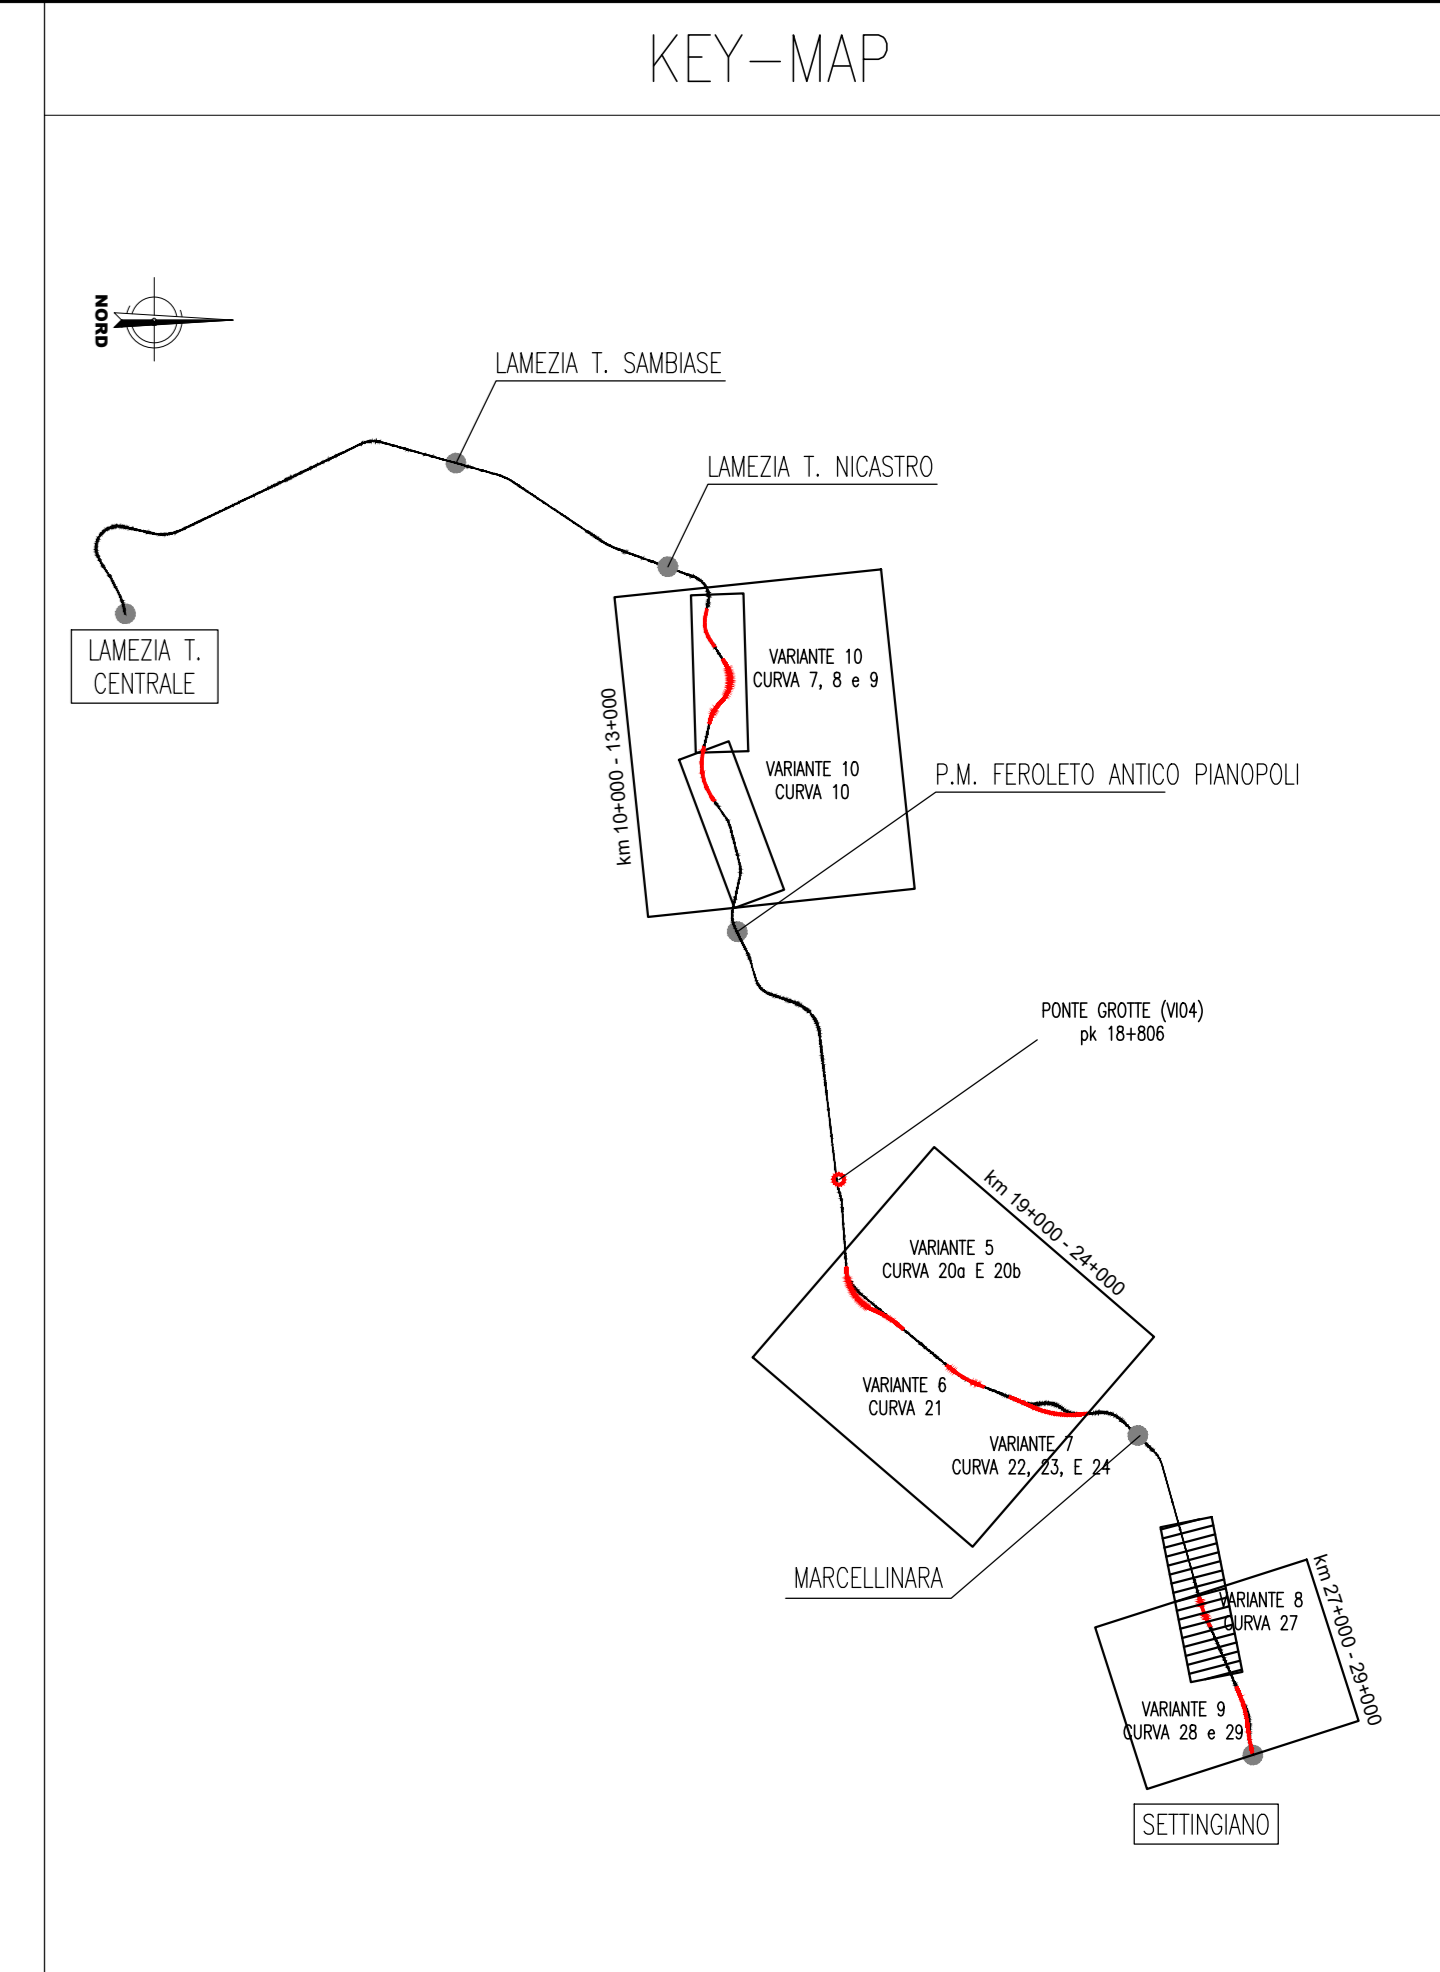 KEY-MAP
NORD
LAMEZIA T. SAMBIASE
LAMEZIA T. NICASTRO
LAMEZIA T.
CENTRALE
VARIANTE 10
CURVA 7, 8 e 9
km 10+000 - 13+000
VARIANTE 10
CURVA 10
P.M. FEROLETO ANTICO PIANOPOLI
PONTE GROTTE (VI04)
pk 18+806
km 19+000 - 24+000
VARIANTE 5
CURVA 20a E 20b
VARIANTE 6
CURVA 21
VARIANTE 7
CURVA 22, 23, E 24
MARCELLINARA
km 27+000 - 29+000
VARIANTE 8
CURVA 27
VARIANTE 9
CURVA 28 e 29
SETTINGIANO